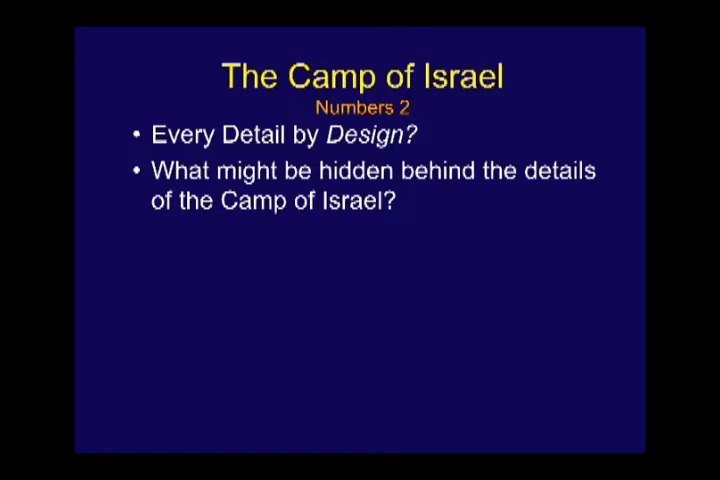 The Camp of Israel
Numbers 2
• Every Detail by Design?
• What might be hidden behind the details
of the Camp of Israel?